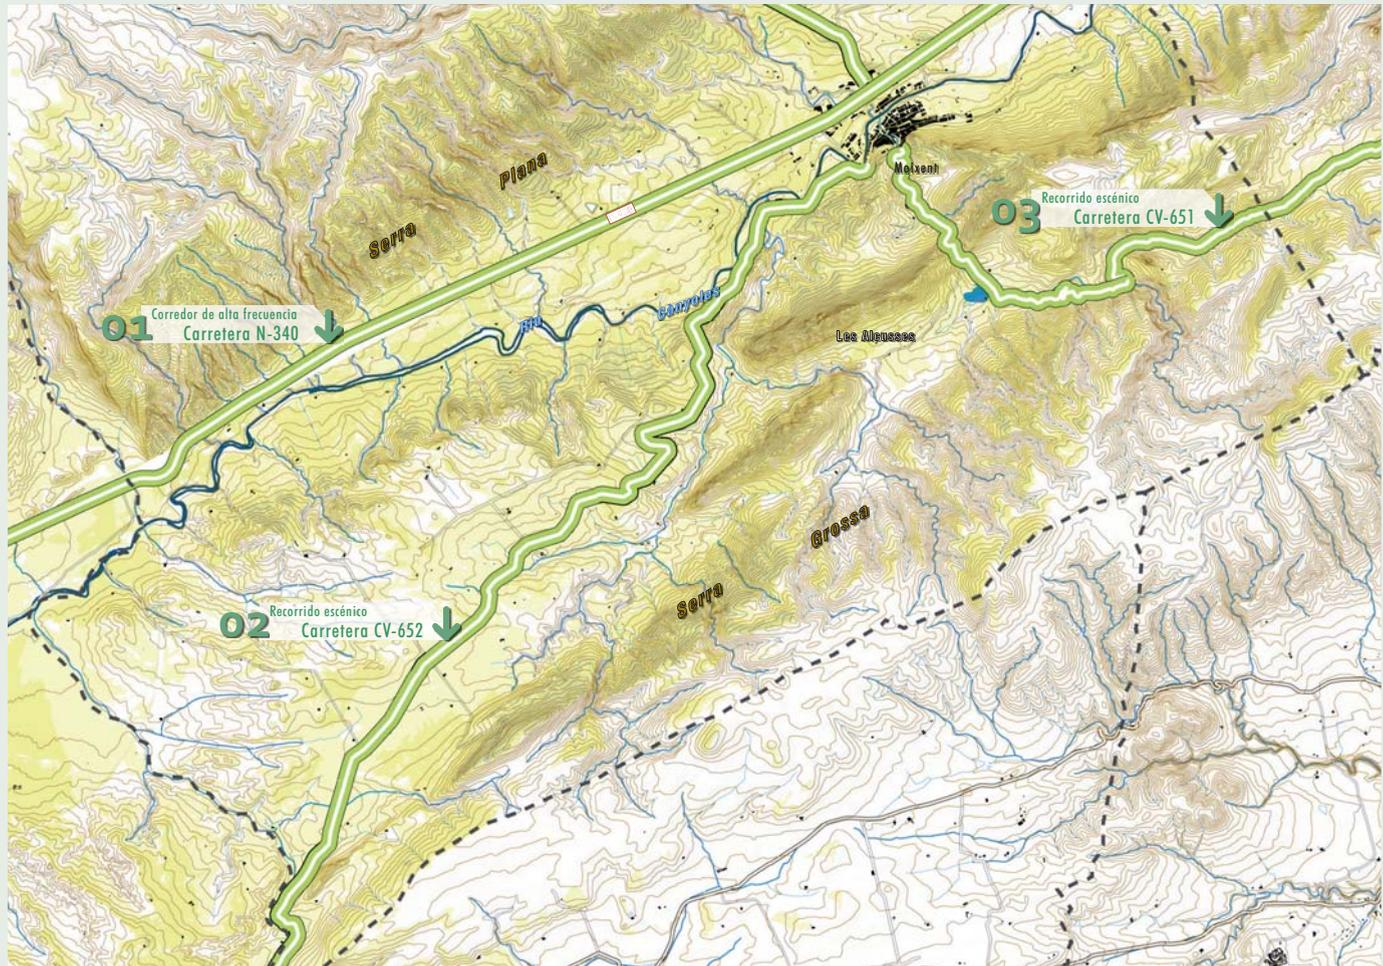 Plana
Serra
Moixent
03
Recorrido escénico
Carretera CV-651
01
Corredor de alta frecuencia
Carretera N-340
Riu
Cànyoles
Les Alcusses
Grossa
Serra
02
Recorrido escénico
Carretera CV-652